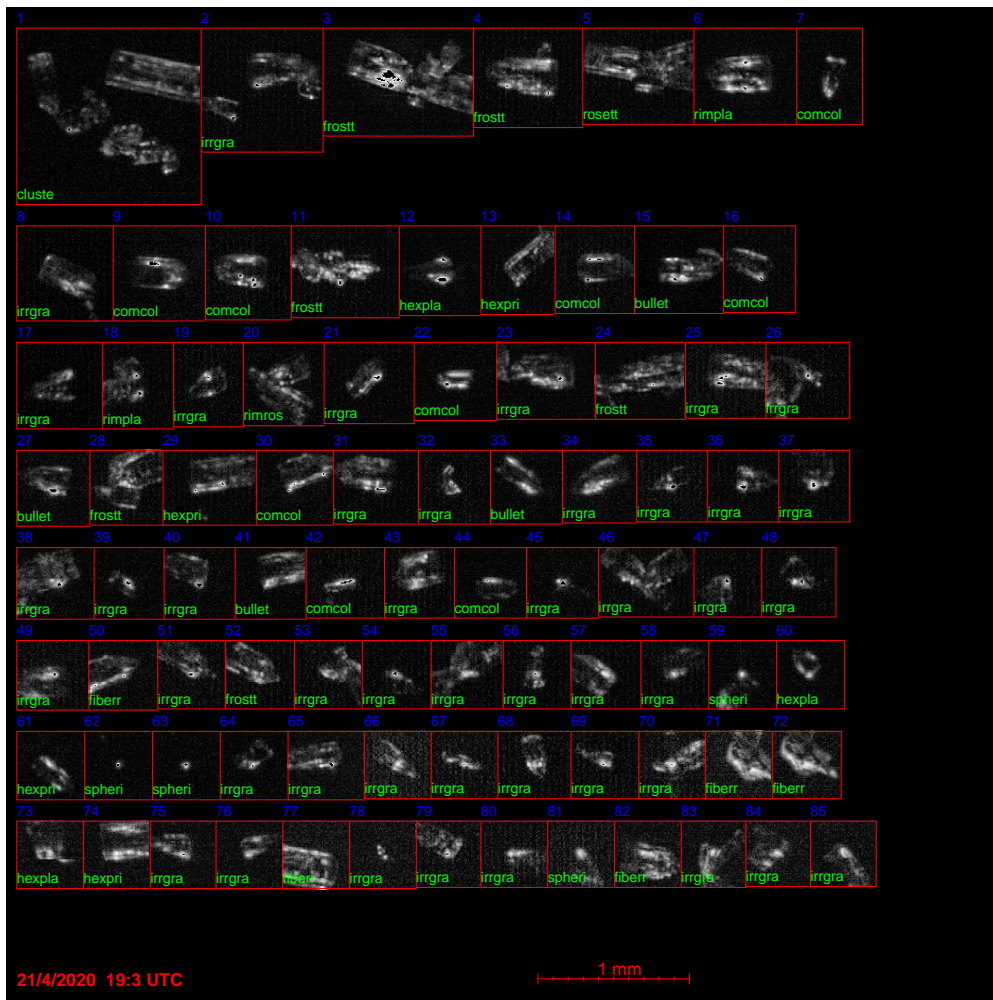 1 2 3 4 5 6 7
cluste irrgra frostt frostt rosett rimpla comcol
8 9 10 11 12 13 14 15 16
irrgra comcol comcol frostt hexpla hexpri comcol bullet comcol
17 18 19 20 21 22 23 24 25 26
irrgra rimpla irrgra rimros irrgra comcol irrgra frostt irrgra irrgra
27 28 29 30 31 32 33 34 35 36 37
bullet frostt hexpri comcol irrgra irrgra bullet irrgra irrgra irrgra irrgra
38 39 40 41 42 43 44 45 46 47 48
irrgra irrgra irrgra bullet comcol irrgra comcol irrgra irrgra irrgra irrgra
49 50 51 52 53 54 55 56 57 58 59 60
irrgra fiberr irrgra frostt irrgra irrgra irrgra irrgra irrgra irrgra spheri hexpla
61 62 63 64 65 66 67 68 69 70 71 72
hexpri spheri spheri irrgra irrgra irrgra irrgra irrgra irrgra irrgra fiberr fiberr
73 74 75 76 77 78 79 80 81 82 83 84 85
hexpla hexpri irrgra irrgra fiberr irrgra irrgra irrgra spheri fiberr irrgra irrgra irrgra
1 mm
21/4/2020 19:3 UTC